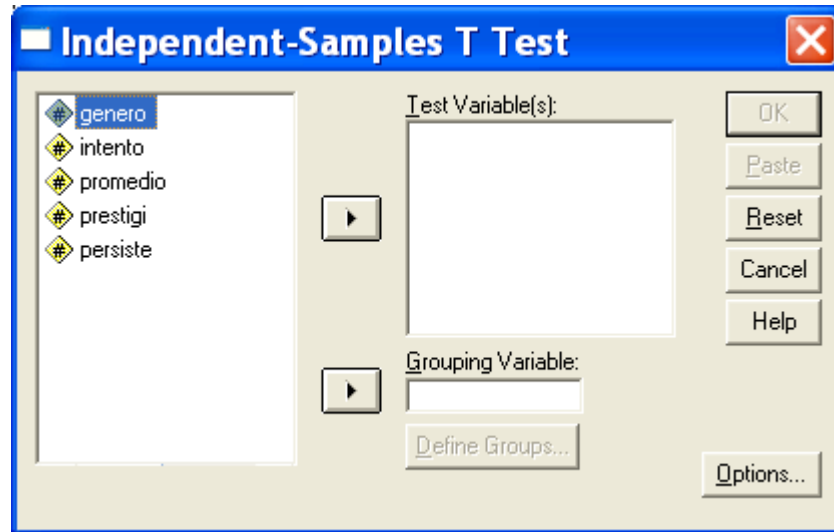 Independent-Samples T Test
genero
intento
promedio
prestigi
persiste
Test Variable(s):
Grouping Variable:
Define Groups...
OK
Paste
Reset
Cancel
Help
Options...